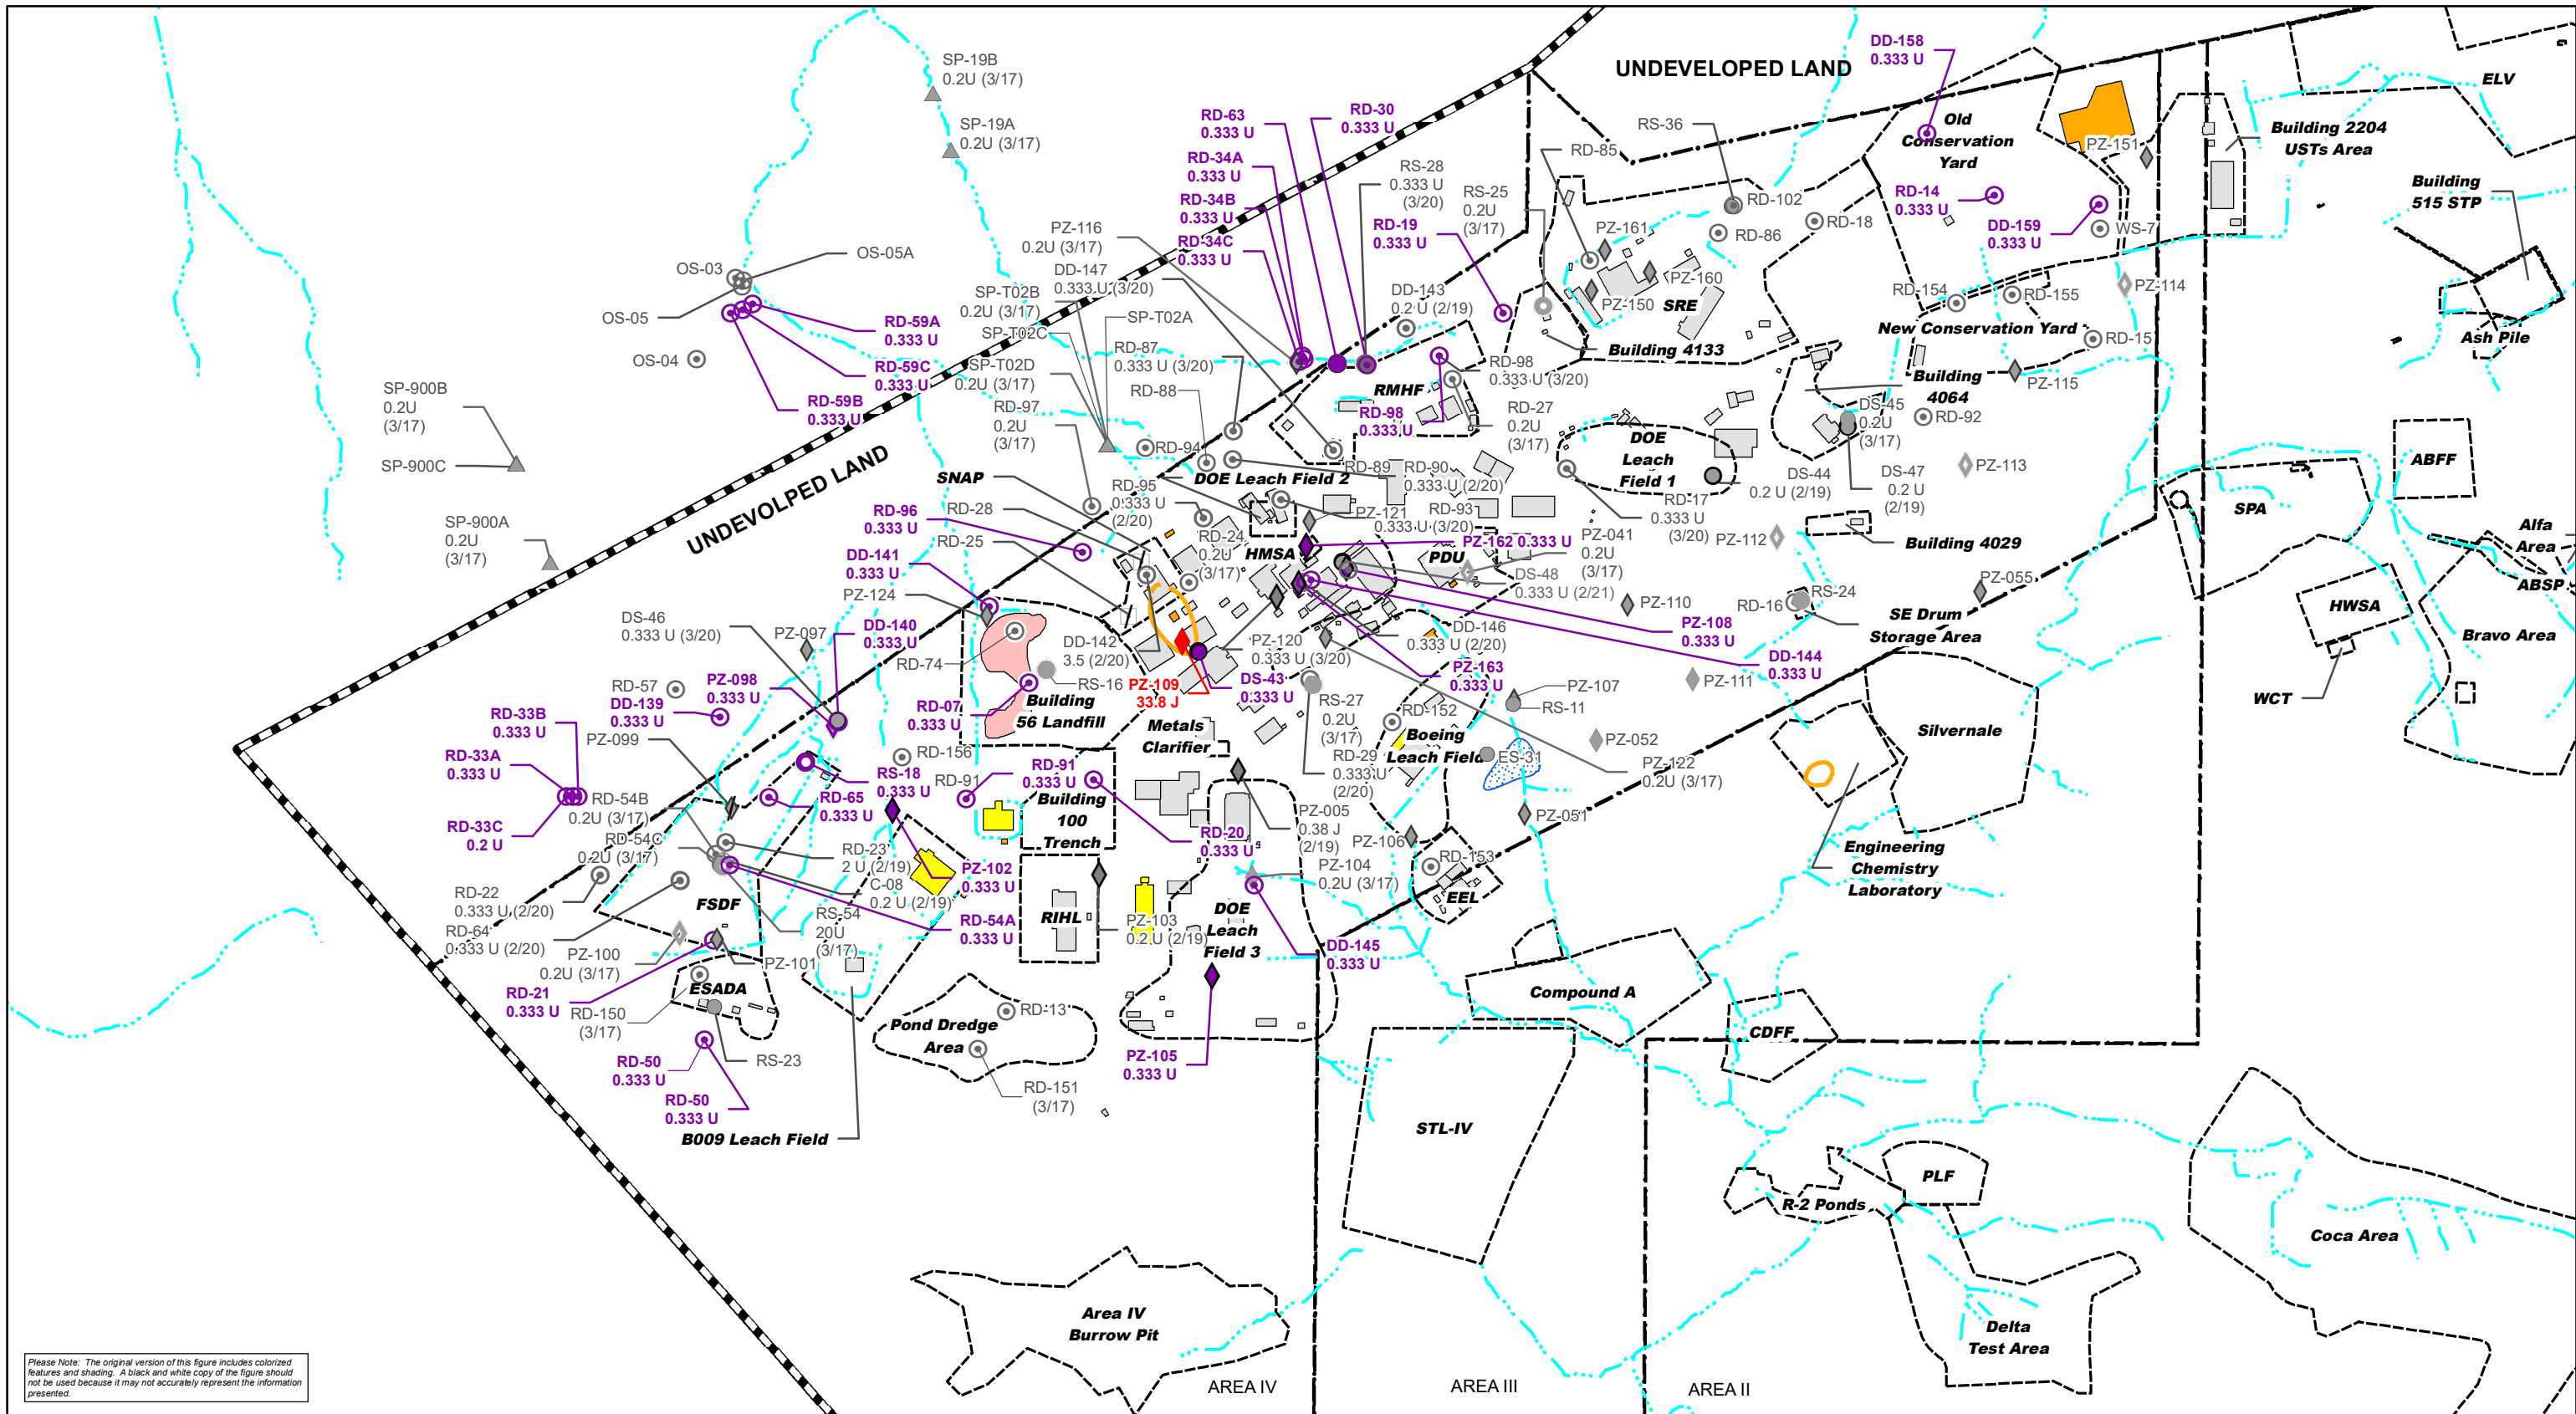 SP-19B
0.2U (3/17)
SP-19A
0.2U (3/17)
UNDEVELOPED LAND
DD-158
0.333 U
Old
Conservation
Yard
PZ-151
Building 2204
USTs Area
ELV
Building
515 STP
Ash Pile
RD-63
0.333 U
RD-30
0.333 U
RD-34A
0.333 U
RD-34B
0.333 U
RD-34C
0.333 U
RS-28
0.333 U
(3/20)
RS-25
0.2U
(3/17)
RD-19
0.333 U
RD-85
RS-36
RD-102
RD-86
RD-18
RD-14
0.333 U
DD-159
0.333 U
WS-7
PZ-161
PZ-160
PZ-150
SRE
PZ-114
RD-154
RD-155
New Conservation Yard
RD-15
PZ-115
Building 4133
PZ-116
0.2U (3/17)
DD-147
0.333U (3/20)
SP-T02B
0.2U (3/17)
SP-T02C
SP-T02A
SP-T02D
0.2U (3/17)
OS-05A
OS-03
OS-05
OS-04
RD-59A
0.333 U
RD-59C
0.333 U
RD-59B
0.333 U
DD-143
0.2 U (2/19)
RD-87
0.333 U (3/20)
RD-88
RD-98
0.333 U (3/20)
RMHF
RD-98
0.333 U
RD-27
0.2U
(3/17)
Building
4064
DS-45
0.2U
(3/17)
RD-92
SP-900B
0.2U
(3/17)
SP-900C
RD-97
0.2U
(3/17)
RD-94
DOE Leach Field 2
RD-89
RD-90
0.333 U (2/20)
DOE
Leach
Field 1
DS-44
0.2 U (2/19)
DS-47
0.2 U
(2/19)
PZ-113
ABFF
SPA
UNDEVOLPED LAND
SNAP
RD-95
0.333 U
(2/20)
RD-28
RD-96
0.333 U
RD-25
RD-24
0.2U
(3/17)
PZ-121
0.333 U (3/20)
RD-93
HMSA
PZ-162 0.333 U
PDU
PZ-041
0.2U
(3/17)
RD-17
0.333 U
(3/20)
PZ-112
Building 4029
Alfa
Area
ABSP
SP-900A
0.2U
(3/17)
DD-141
0.333 U
PZ-124
DS-48
0.333 U (2/21)
PZ-110
RD-16
RS-24
PZ-055
SE Drum
Storage Area
HWSA
Bravo Area
WCT
DS-46
0.333 U (3/20)
PZ-097
DD-140
0.333 U
RD-74
DD-142
3.5 (2/20)
PZ-120
0.333 U (3/20)
DD-146
0.333 U (2/20)
PZ-108
0.333 U
DD-144
0.333 U
PZ-163
0.333 U
RS-16
PZ-109
33.8 J
DS-43
0.333 U
RD-57
DD-139
0.333 U
PZ-098
0.333 U
RD-07
0.333 U
Building
56 Landfill
Metals
Clarifier
RS-27
0.2U
(3/17)
RD-152
Boeing
Leach Field
PZ-107
RS-11
PZ-111
PZ-052
ES-31
PZ-122
0.2U (3/17)
Silvernale
RD-33B
0.333 U
PZ-099
RD-33A
0.333 U
RD-156
RS-18
0.333 U
RD-65
0.333 U
RD-91
RD-91
0.333 U
Building
100
Trench
RD-29
0.333 U
(2/20)
PZ-005
0.38 J
(2/19)
PZ-106
PZ-051
RD-54B
0.2U (3/17)
RD-33C
0.2 U
RD-54C
0.2U (3/17)
RD-23
2 U (2/19)
C-08
0.2 U (2/19)
PZ-102
0.333 U
RD-20
0.333 U
PZ-104
0.2U (3/17)
RD-153
EEL
Engineering
Chemistry
Laboratory
RD-22
0.333 U (2/20)
FSDF
RD-64
0.333 U (2/20)
RS-54
20U
(3/17)
RD-54A
0.333 U
RIHL
PZ-103
0.2 U (2/19)
DOE
Leach
Field 3
DD-145
0.333 U
PZ-100
0.2U (3/17)
PZ-101
RD-21
0.333 U
ESADA
RD-150
(3/17)
RS-23
RD-13
Pond Dredge
Area
Compound A
CDFF
RD-50
0.333 U
RD-50
0.333 U
RD-151
(3/17)
PZ-105
0.333 U
B009 Leach Field
STL-IV
PLF
R-2 Ponds
Coca Area
Area IV
Burrow Pit
Delta
Test Area
AREA IV
AREA III
AREA II
Please Note: The original version of this figure includes colorized
features and shading. A black and white copy of the figure should
not be used because it may not accurately represent the information
presented.